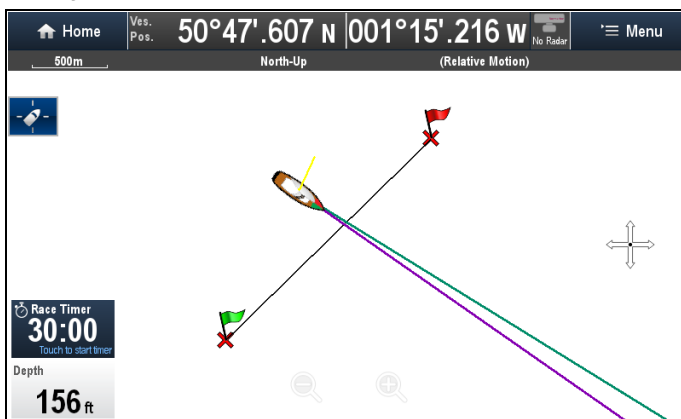 Home
Ves. Pos.
50°47'.607 N
001°15'.216 W
No Radar
Menu
500m
North-Up
(Relative Motion)
Race Timer
30:00
Touch to start timer
Depth
156 ft